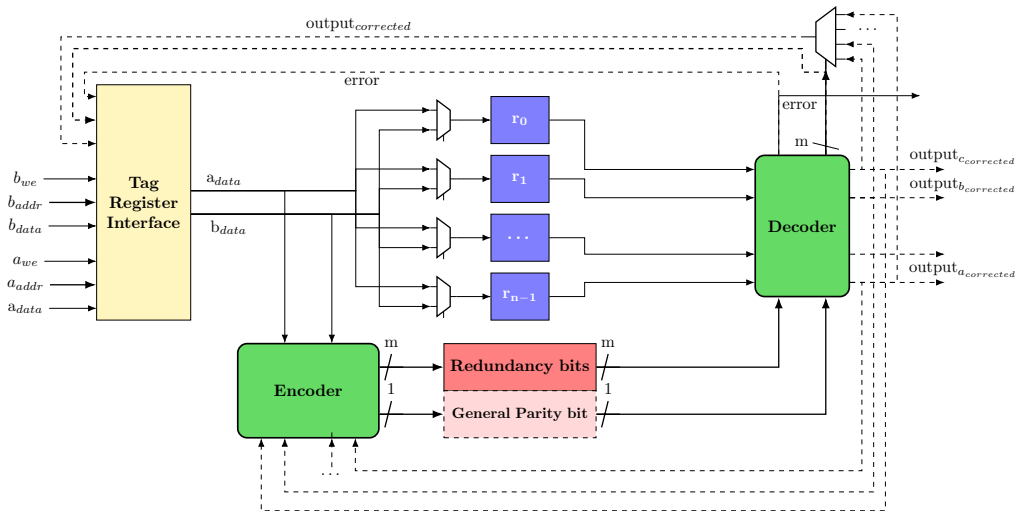 output_corrected
...
error
error
m
b_we
b_addr
b_data
a_we
a_addr
a_data
Tag
Register
Interface
a_data
b_data
r_0
r_1
...
r_n−1
Decoder
output_c_corrected
output_b_corrected
output_a_corrected
Encoder
m
1
Redundancy bits
General Parity bit
m
1
...